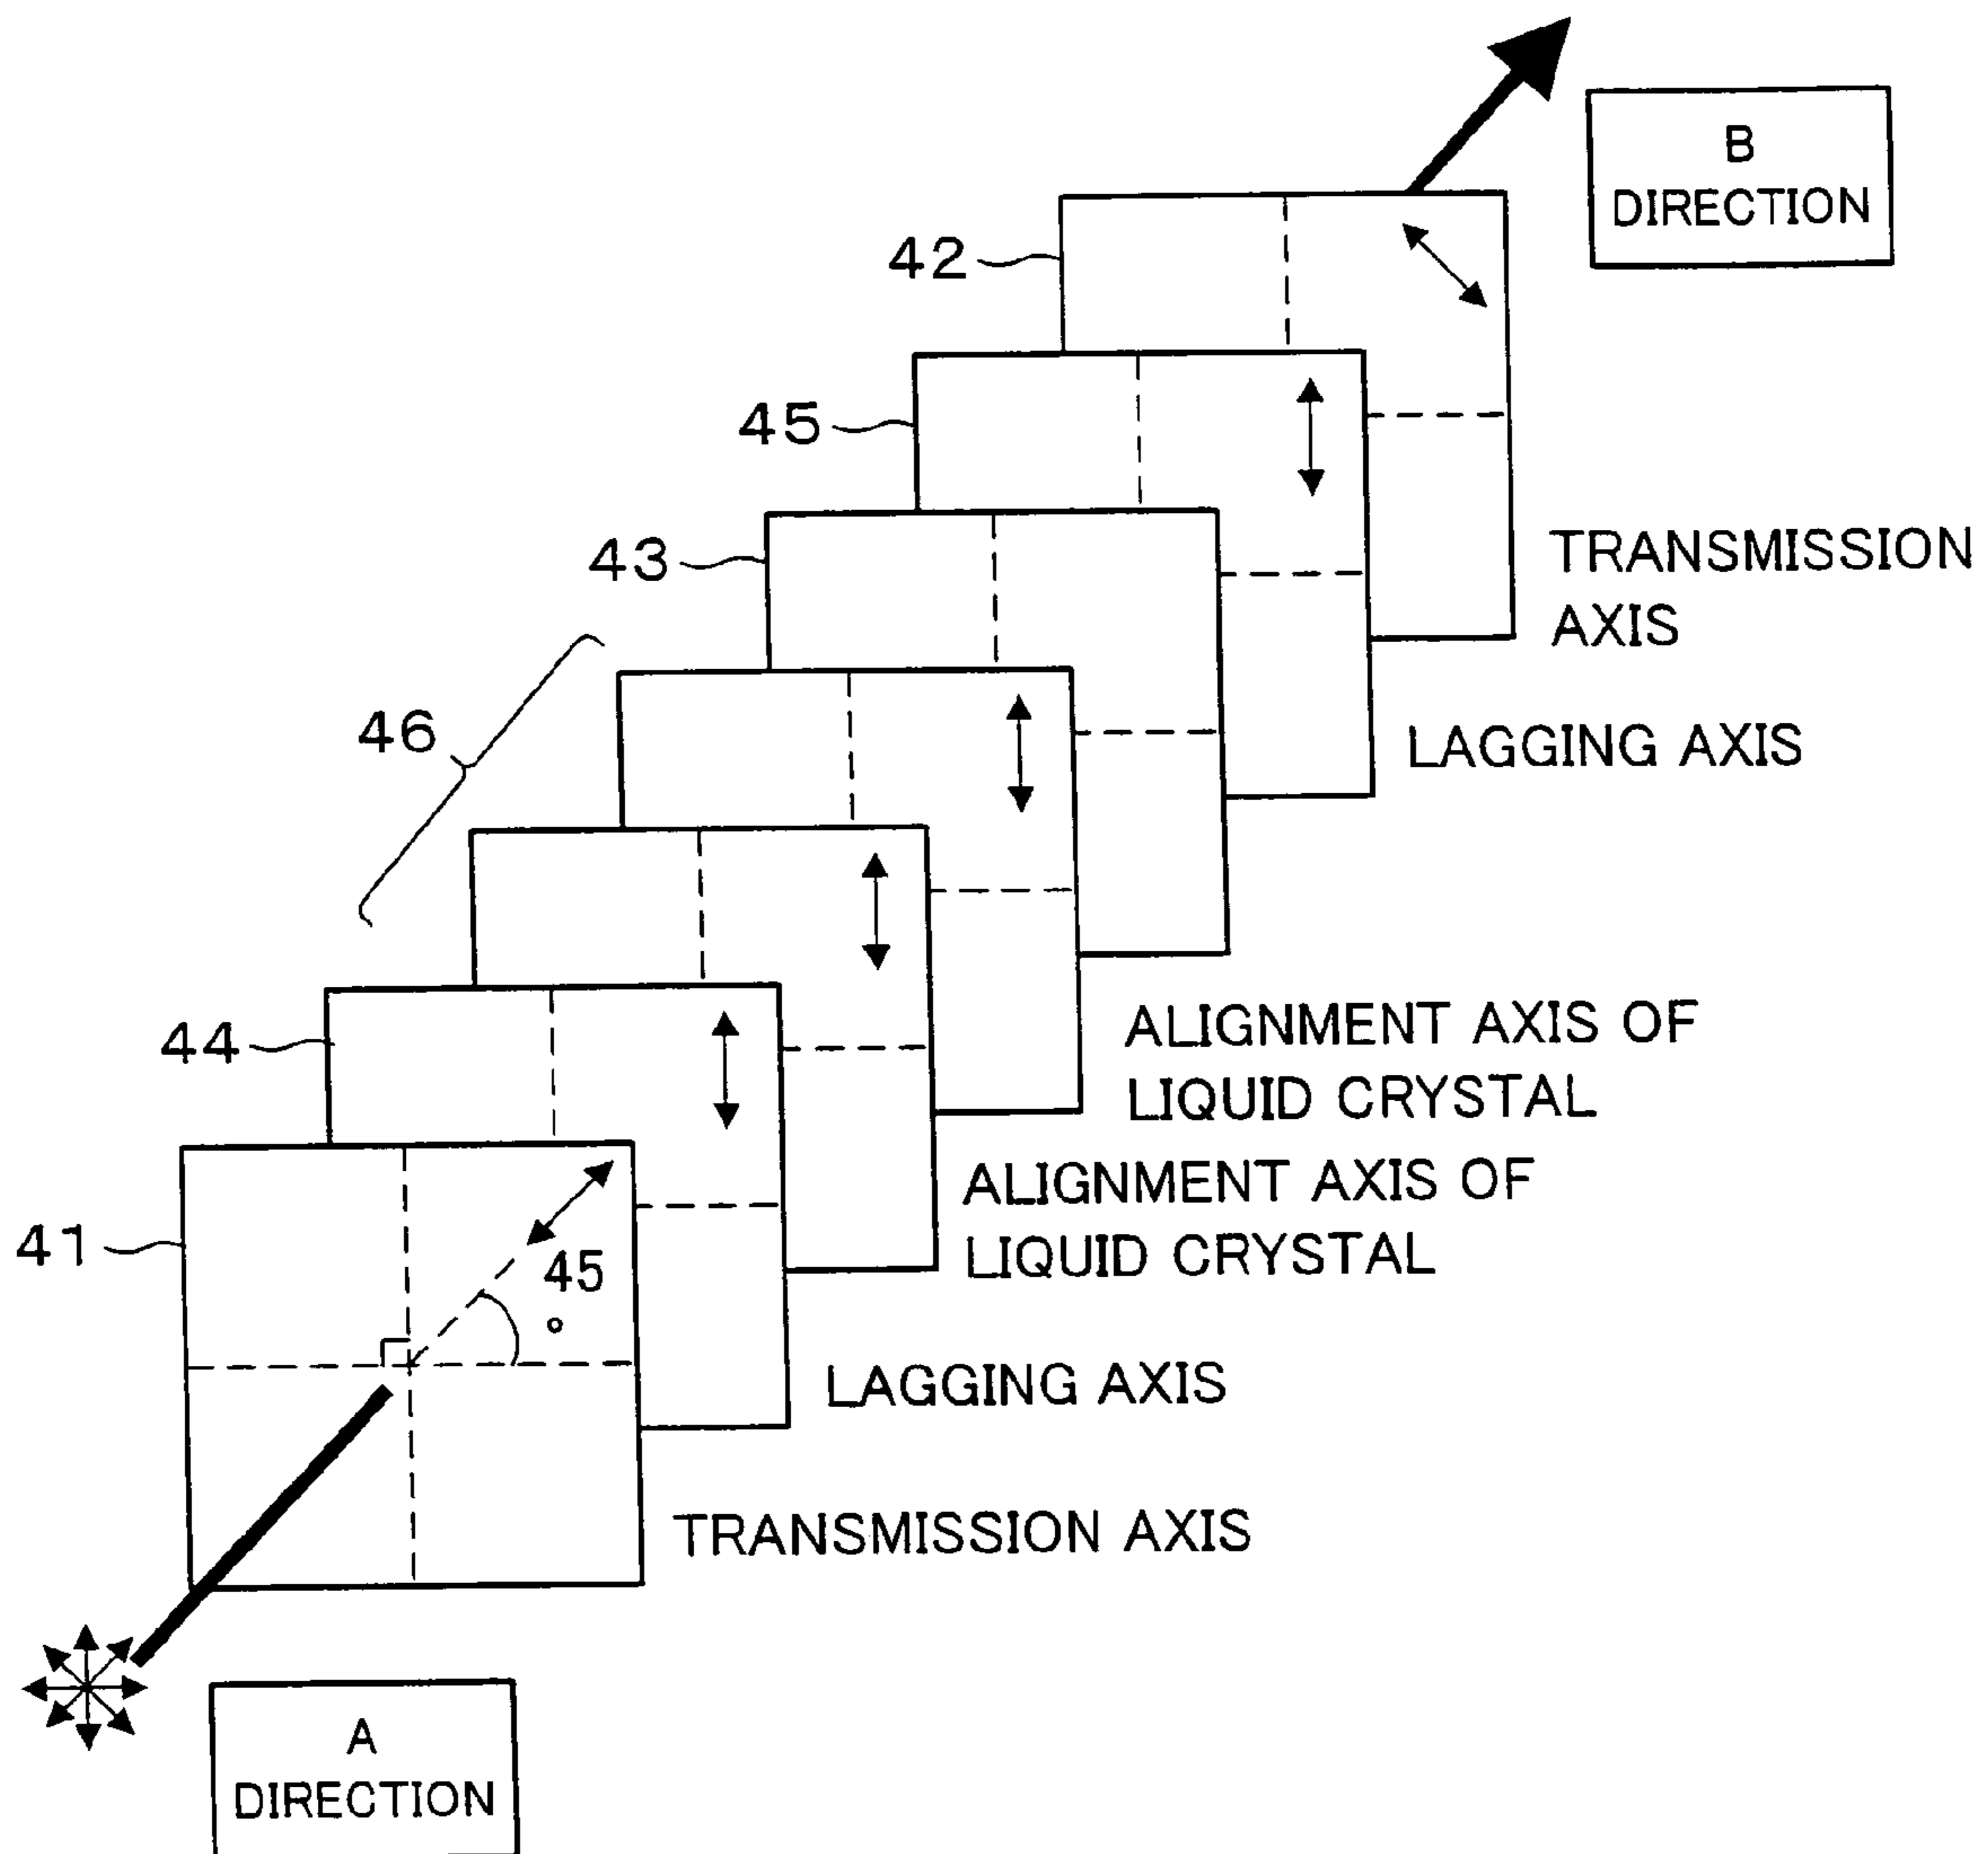 B
DIRECTION
42
45
43
TRANSMISSION
AXIS
46
LAGGING AXIS
44
ALIGNMENT AXIS OF
LIQUID CRYSTAL
41
ALIGNMENT AXIS OF
LIQUID CRYSTAL
45
°
LAGGING AXIS
TRANSMISSION AXIS
A
DIRECTION